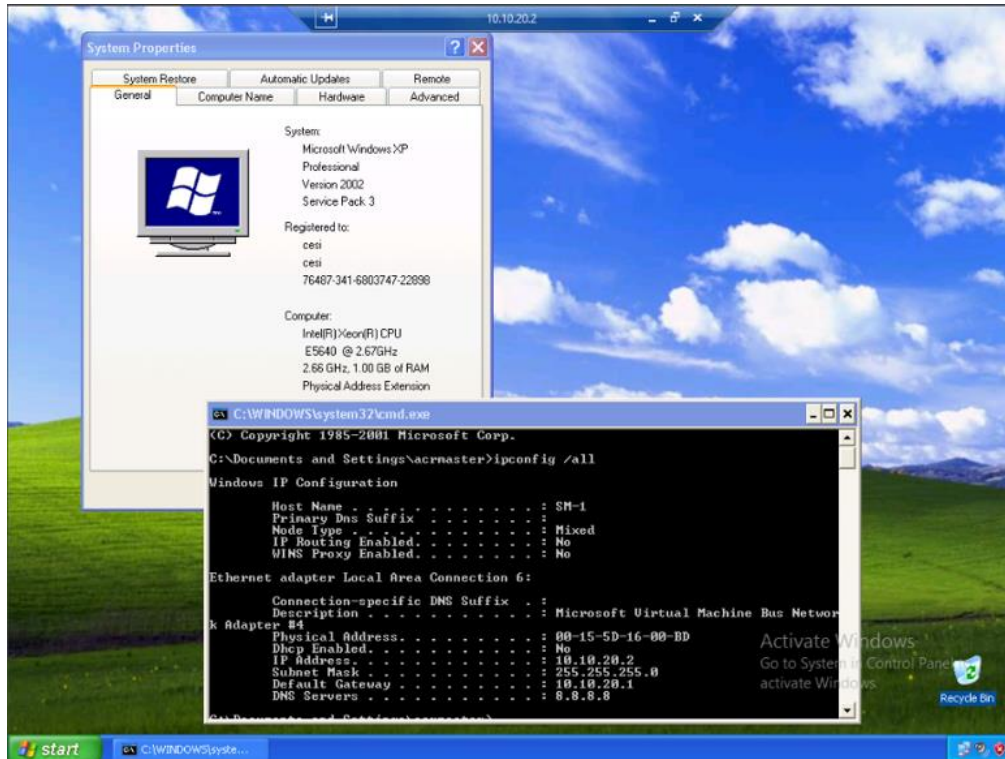 10.10.20.2
System Properties
System Restore Automatic Updates Remote
General Computer Name Hardware Advanced
System:
Microsoft Windows XP
Professional
Version 2002
Service Pack 3
Registered to:
cesi
cesi
76487-341-6803747-22898
Computer:
Intel(R) Xeon(R) CPU
E5640 @ 2.67GHz
2.66 GHz, 1.00 GB of RAM
Physical Address Extension
C:\WINDOWS\system32\cmd.exe
(C) Copyright 1985-2001 Microsoft Corp.
C:\Documents and Settings\acrmaster>ipconfig /all
Windows IP Configuration
Host Name . . . . . . . . . . . . : SM-1
Primary Dns Suffix . . . . . . . :
Node Type . . . . . . . . . . . . : Mixed
IP Routing Enabled. . . . . . . . : No
WINS Proxy Enabled. . . . . . . . : No
Ethernet adapter Local Area Connection 6:
Connection-specific DNS Suffix . :
Description . . . . . . . . . . . : Microsoft Virtual Machine Bus Networ
k Adapter #4
Physical Address. . . . . . . . . : 00-15-5D-16-00-BD
Dhcp Enabled. . . . . . . . . . . : No
IP Address. . . . . . . . . . . . : 10.10.20.2
Subnet Mask . . . . . . . . . . . : 255.255.255.0
Default Gateway . . . . . . . . . : 10.10.20.1
DNS Servers . . . . . . . . . . . : 8.8.8.8
C:\Documents and Settings\acrmaster>
Activate Windows
Go to System in Control Pane
activate Windows.
Recycle Bin
start C:\WINDOWS\syste...